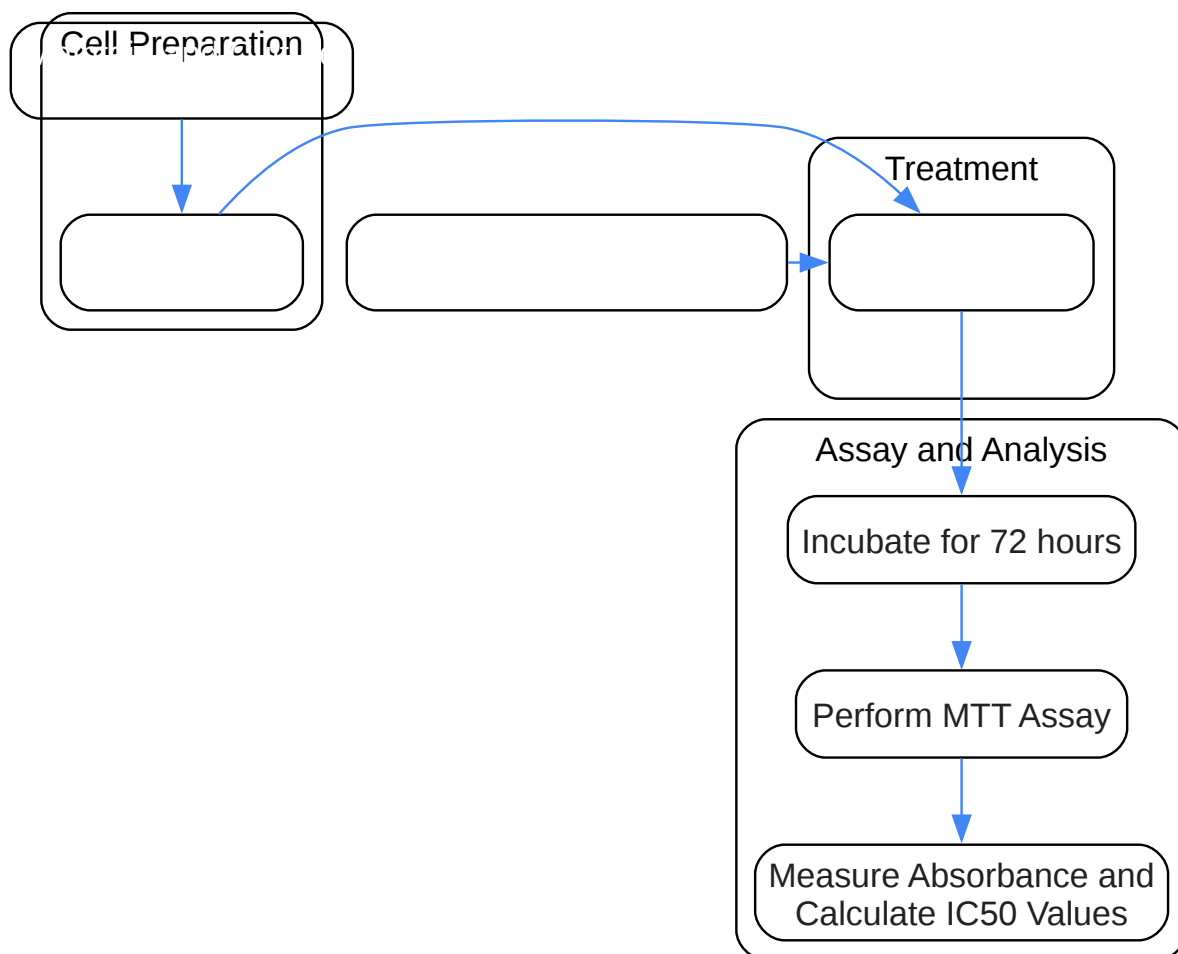 Cell Preparation
Treatment
Assay and Analysis
Incubate for 72 hours
Perform MTT Assay
Measure Absorbance and
Calculate IC50 Values